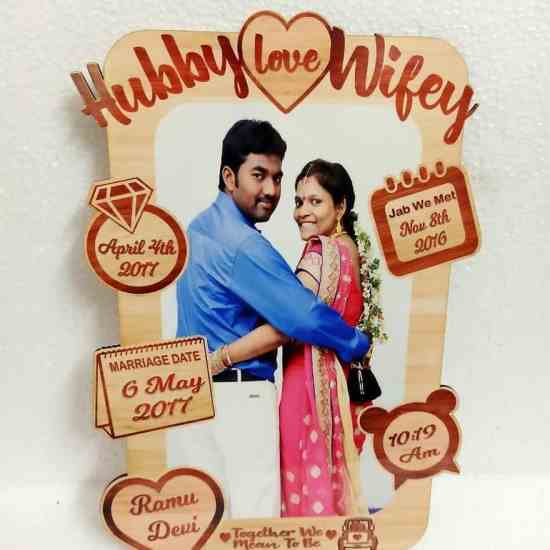 Hubby love Wifey
April 4th
2017
Jab We Met
Nov 8th
2016
MARRIAGE DATE
6 May
2017
10:19
Am
Ramu
Devi
Together We
Mean To Be